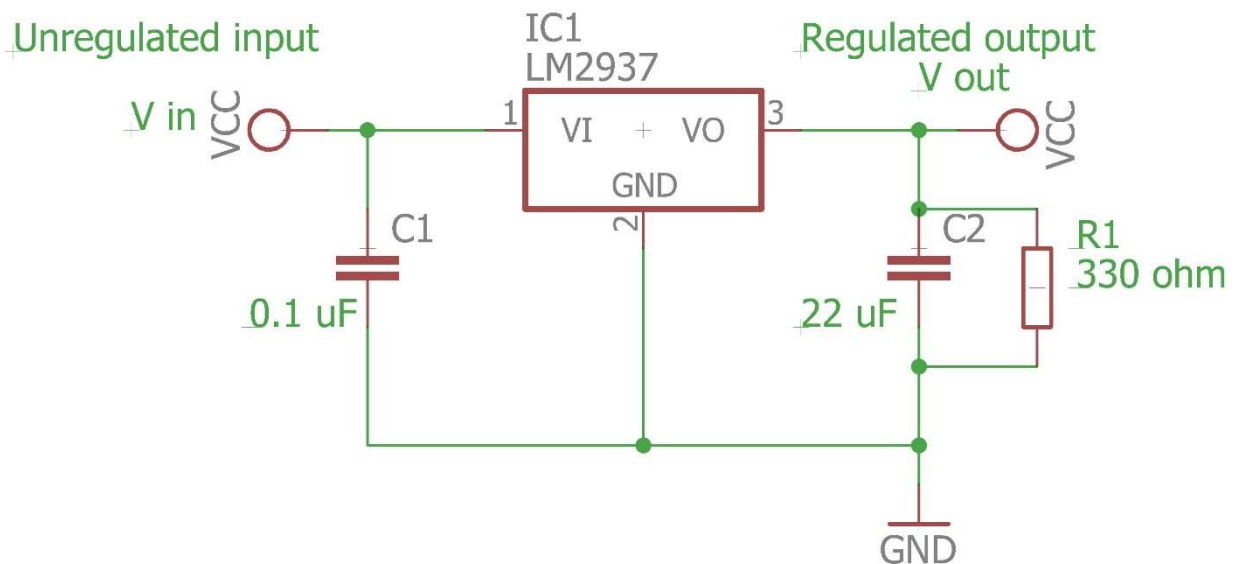 Unregulated input
V in
VCC
IC1
LM2937
1
VI
VO
3
GND
2
Regulated output
V out
VCC
C1
0.1 uF
C2
22 uF
R1
330 ohm
GND